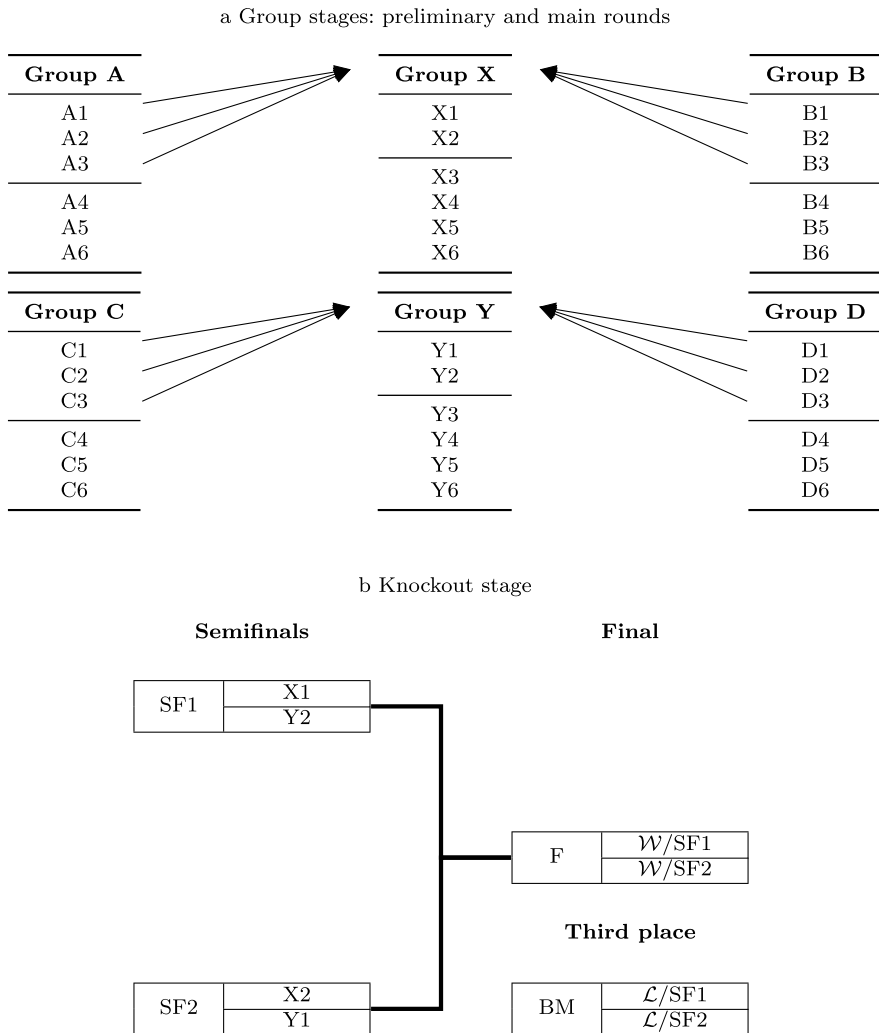 a Group stages: preliminary and main rounds
Group A Group X Group B
A1 X1 B1
A2 X2 B2
A3 X3 B3
A4 X4 B4
A5 X5 B5
A6 X6 B6
Group C Group Y Group D
C1 Y1 D1
C2 Y2 D2
C3 Y3 D3
C4 Y4 D4
C5 Y5 D5
C6 Y6 D6
b Knockout stage
Semifinals Final
SF1 X1
Y2
F 𝒲/SF1
𝒲/SF2
Third place
SF2 X2
Y1
BM ℒ/SF1
ℒ/SF2